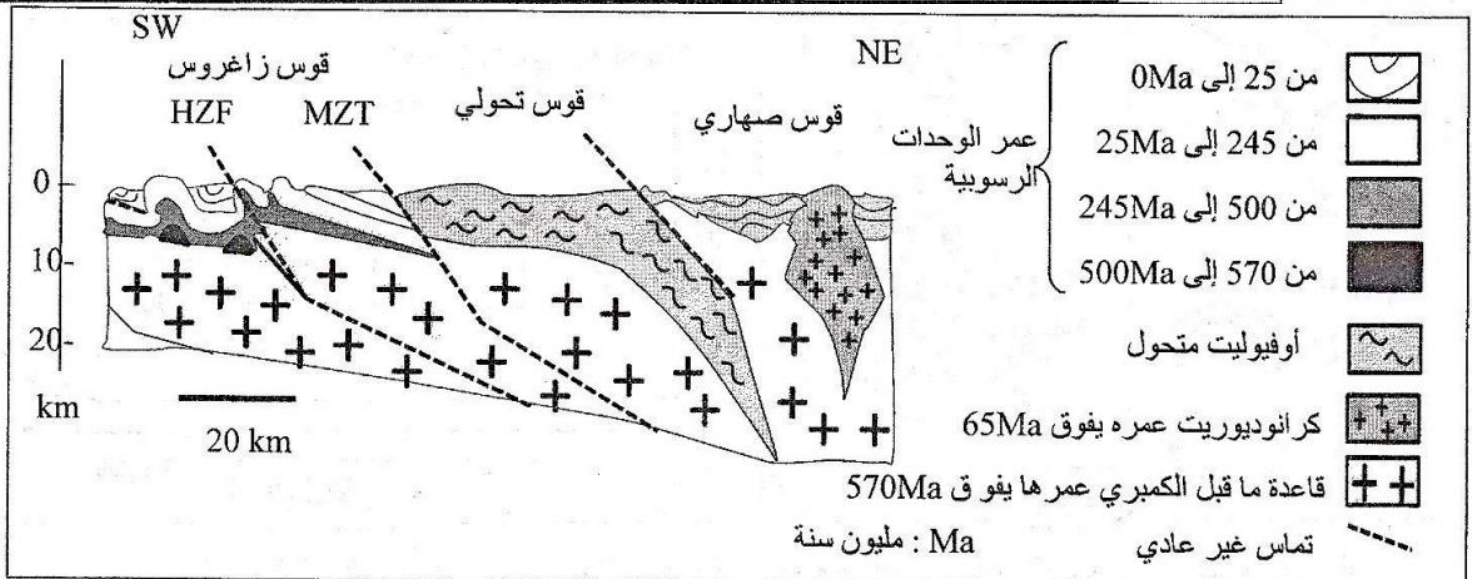 SW
NE
قوس زاغروس
HZF
MZT
قوس تحولي
قوس صهاري
0
10
20
km
20 km
عمر الوحدات
الرسوبية
من 25 إلى 0Ma
من 245 إلى 25Ma
من 500 إلى 245Ma
من 570 إلى 500Ma
أوفيوليت متحول
كرانوديوريت عمره يفوق 65Ma
قاعدة ما قبل الكمبري عمرها يفوق 570Ma
تماس غير عادي
Ma : مليون سنة